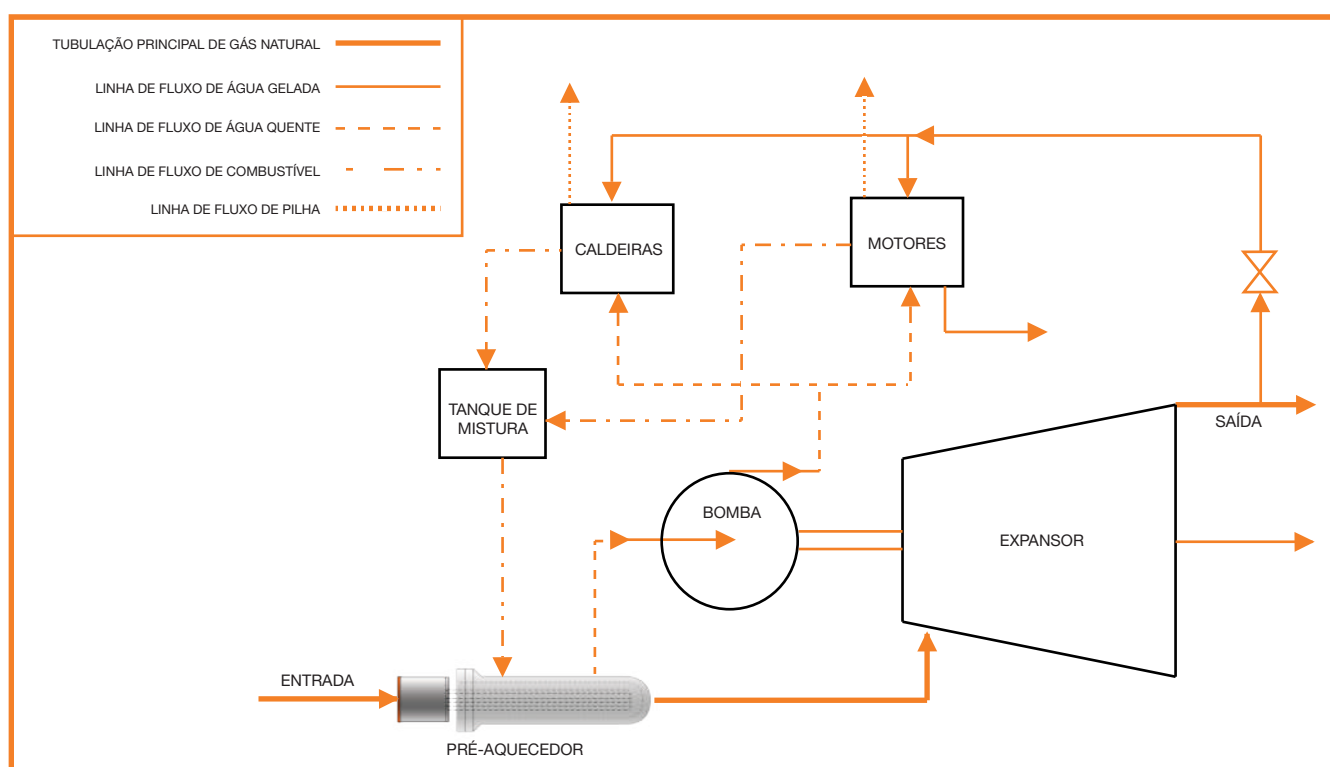 TUBULAÇÃO PRINCIPAL DE GÁS NATURAL
LINHA DE FLUXO DE ÁGUA GELADA
LINHA DE FLUXO DE ÁGUA QUENTE
LINHA DE FLUXO DE COMBUSTÍVEL
LINHA DE FLUXO DE PILHA
CALDEIRAS
MOTORES
TANQUE DE
MISTURA
SAÍDA
BOMBA
EXPANSOR
ENTRADA
PRÉ-AQUECEDOR